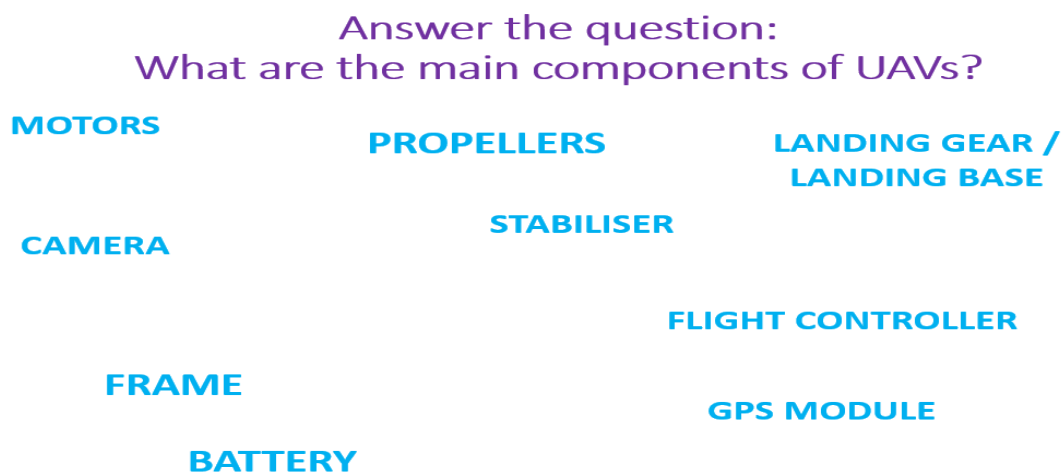 Answer the question:
What are the main components of UAVs?
MOTORS
PROPELLERS
LANDING GEAR /
LANDING BASE
STABILISER
CAMERA
FLIGHT CONTROLLER
FRAME
GPS MODULE
BATTERY